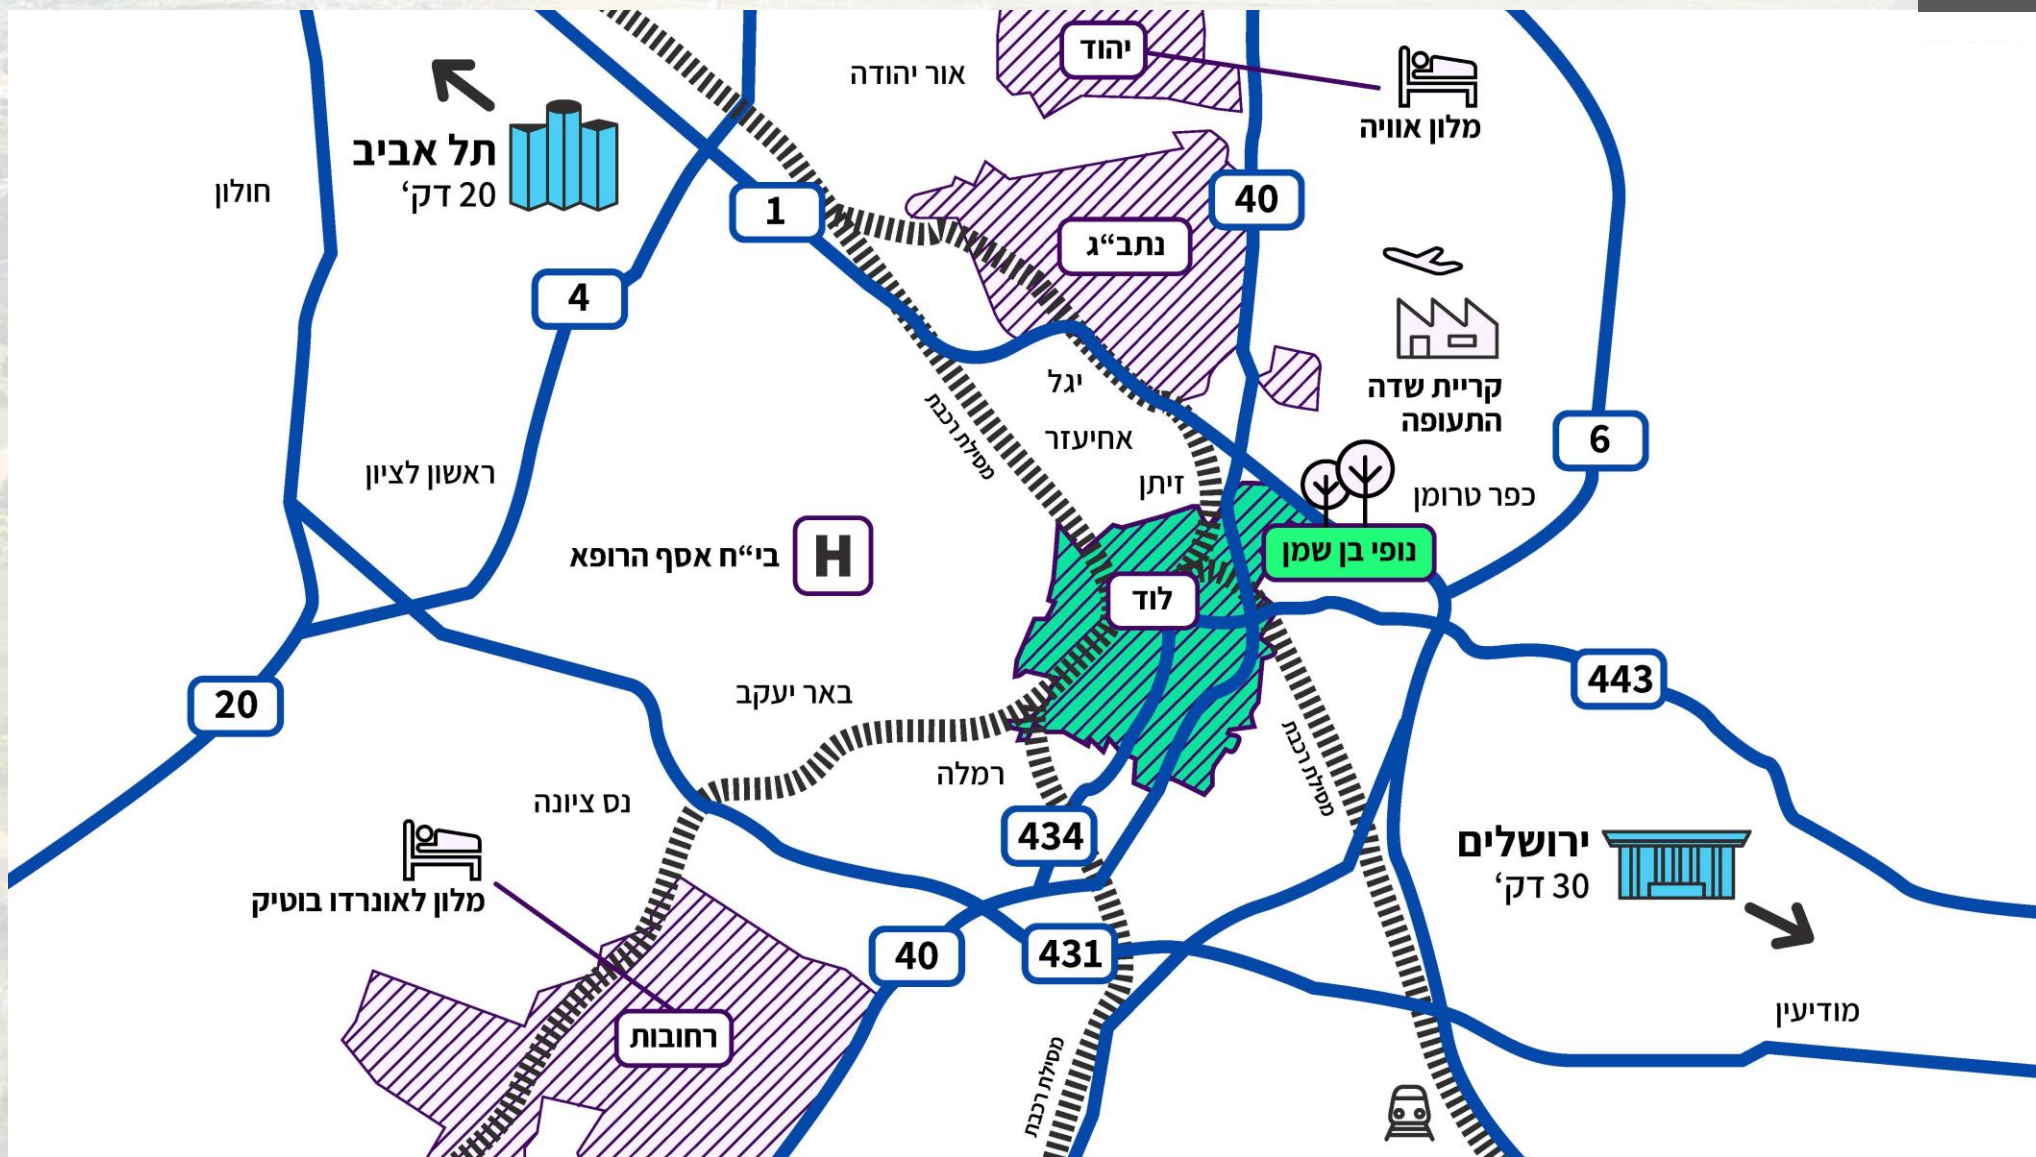 יהוד
אור יהודה
מלון אוויה
תל אביב
20 דק‘
חולון
1
40
נתב“ג
4
יגל
קריית שדה
התעופה
מסילת רכבת
אחיעזר
6
ראשון לציון
זיתן
כפר טרומן
נופי בן שמן
בי“ח אסף הרופא
H
לוד
443
באר יעקב
20
מסילת רכבת
רמלה
נס ציונה
434
ירושלים
30 דק‘
מלון לאונרדו בוטיק
40
431
מודיעין
רחובות
מסילת רכבת